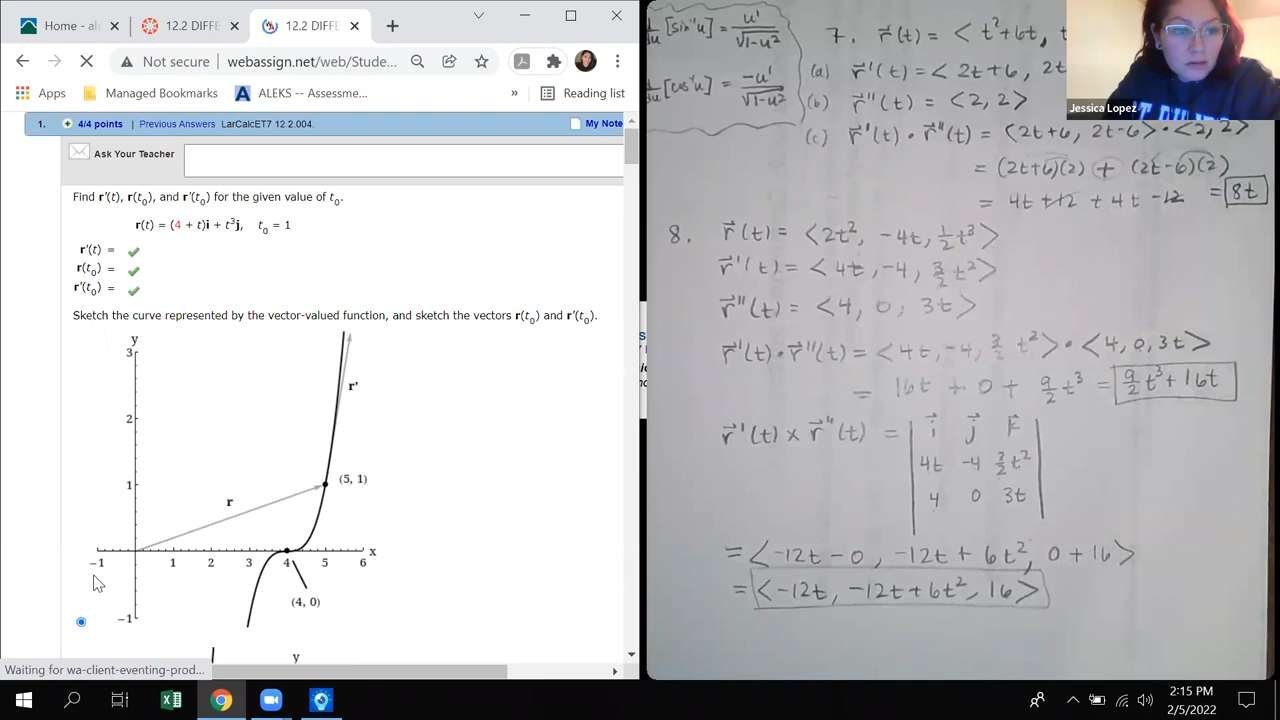 Home - al
12.2 DIFFE
12.2 DIFFE
Not secure
webassign.net/web/Stude...
Apps
Managed Bookmarks
ALEKS -- Assessme...
»
Reading list
1.
4/4 points
Previous Answers
LarCalcET7 12.2.004.
My Note
Ask Your Teacher
Find r'(t), r(t₀), and r'(t₀) for the given value of t₀.
r(t) = (4 + t)i + t³j, t₀ = 1
r'(t) =
r(t₀) =
r'(t₀) =
Sketch the curve represented by the vector-valued function, and sketch the vectors r(t₀) and r'(t₀).
y
3
2
1
−1
r'
(5, 1)
r
−1 1 2 3 4 5 6 x
(4, 0)
y
Waiting for wa-client-eventing-prod...
d/du [sin⁻¹u] = u'/√1-u²
d/du [cos⁻¹u] = -u'/√1-u²
7. r⃗(t) = < t²+6t, t
(a) r⃗'(t) = < 2t+6, 2t
(b) r⃗''(t) = <2, 2>
(c) r⃗'(t) · r⃗''(t) = <2t+6, 2t-6> · <2, 2>
= (2t+6)(2) + (2t-6)(2)
= 4t +12 + 4t -12 = 8t
8. r⃗(t) = <2t², -4t, 1/2 t³>
r⃗'(t) = <4t, -4, 3/2 t²>
r⃗''(t) = <4, 0, 3t>
r⃗'(t) · r⃗''(t) = <4t, -4, 3/2 t²> · <4, 0, 3t>
= 16t + 0 + 9/2 t³ = 9/2 t³ + 16t
r⃗'(t) × r⃗''(t) = | i⃗ j⃗ k⃗ |
4t -4 3/2 t²
4 0 3t
= <-12t - 0, -12t + 6t², 0 + 16>
= <-12t, -12t + 6t², 16>
Jessica Lopez
2:15 PM
2/5/2022